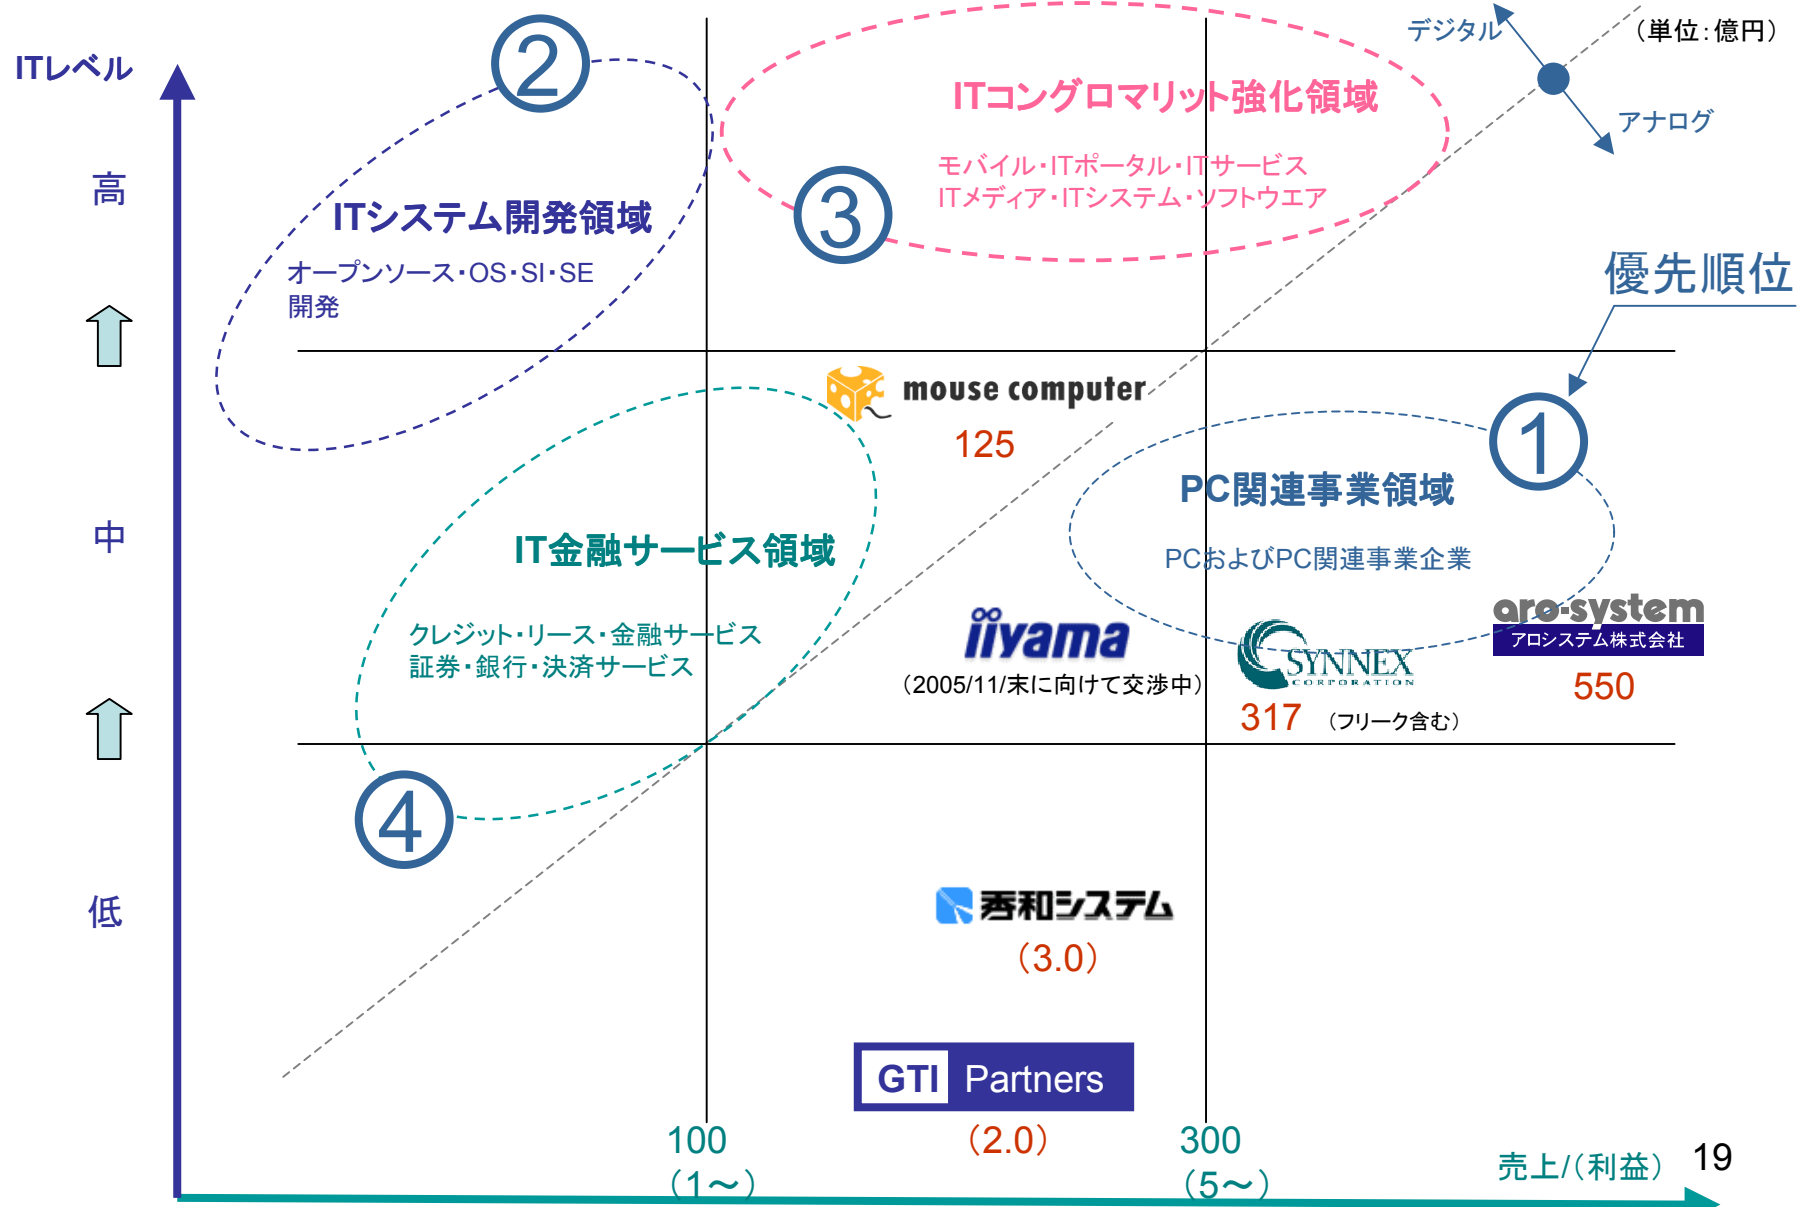 ITレベル
②
デジタル
(単位:億円)
ITコングロマリット強化領域
アナログ
モバイル・ITポータル・ITサービス
ITメディア・ITシステム・ソフトウエア
高
③
ITシステム開発領域
オープンソース・OS・SI・SE
開発
優先順位
mouse computer
125
①
PC関連事業領域
PCおよびPC関連事業企業
中
IT金融サービス領域
クレジット・リース・金融サービス
証券・銀行・決済サービス
iiyama
(2005/11/末に向けて交渉中)
SYNNEX
CORPORATION
317 (フリーク含む)
aro-system
アロシステム株式会社
550
④
低
秀和システム
(3.0)
GTI Partners
(2.0)
100
(1~)
300
(5~)
売上/(利益)
19